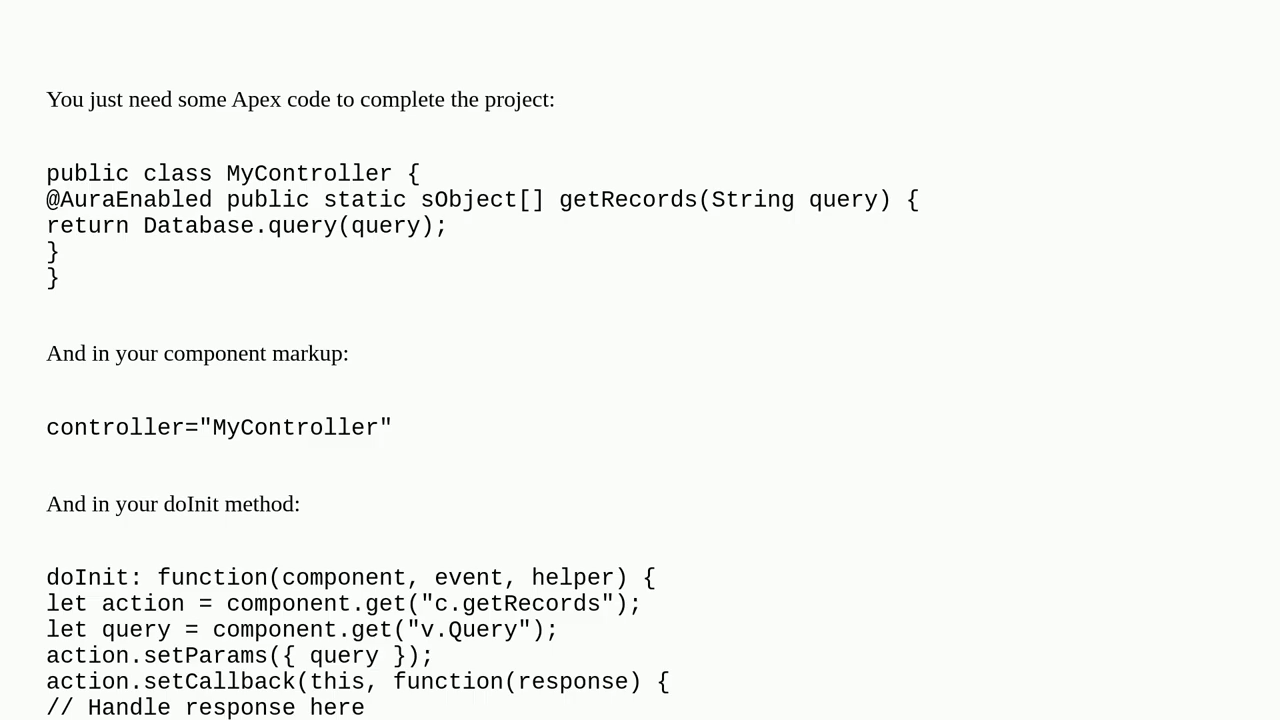 You just need some Apex code to complete the project:
public class MyController {
@AuraEnabled public static sObject[] getRecords(String query) {
return Database.query(query);
}
}
And in your component markup:
controller="MyController"
And in your doInit method:
doInit: function(component, event, helper) {
let action = component.get("c.getRecords");
let query = component.get("v.Query");
action.setParams({ query });
action.setCallback(this, function(response) {
// Handle response here